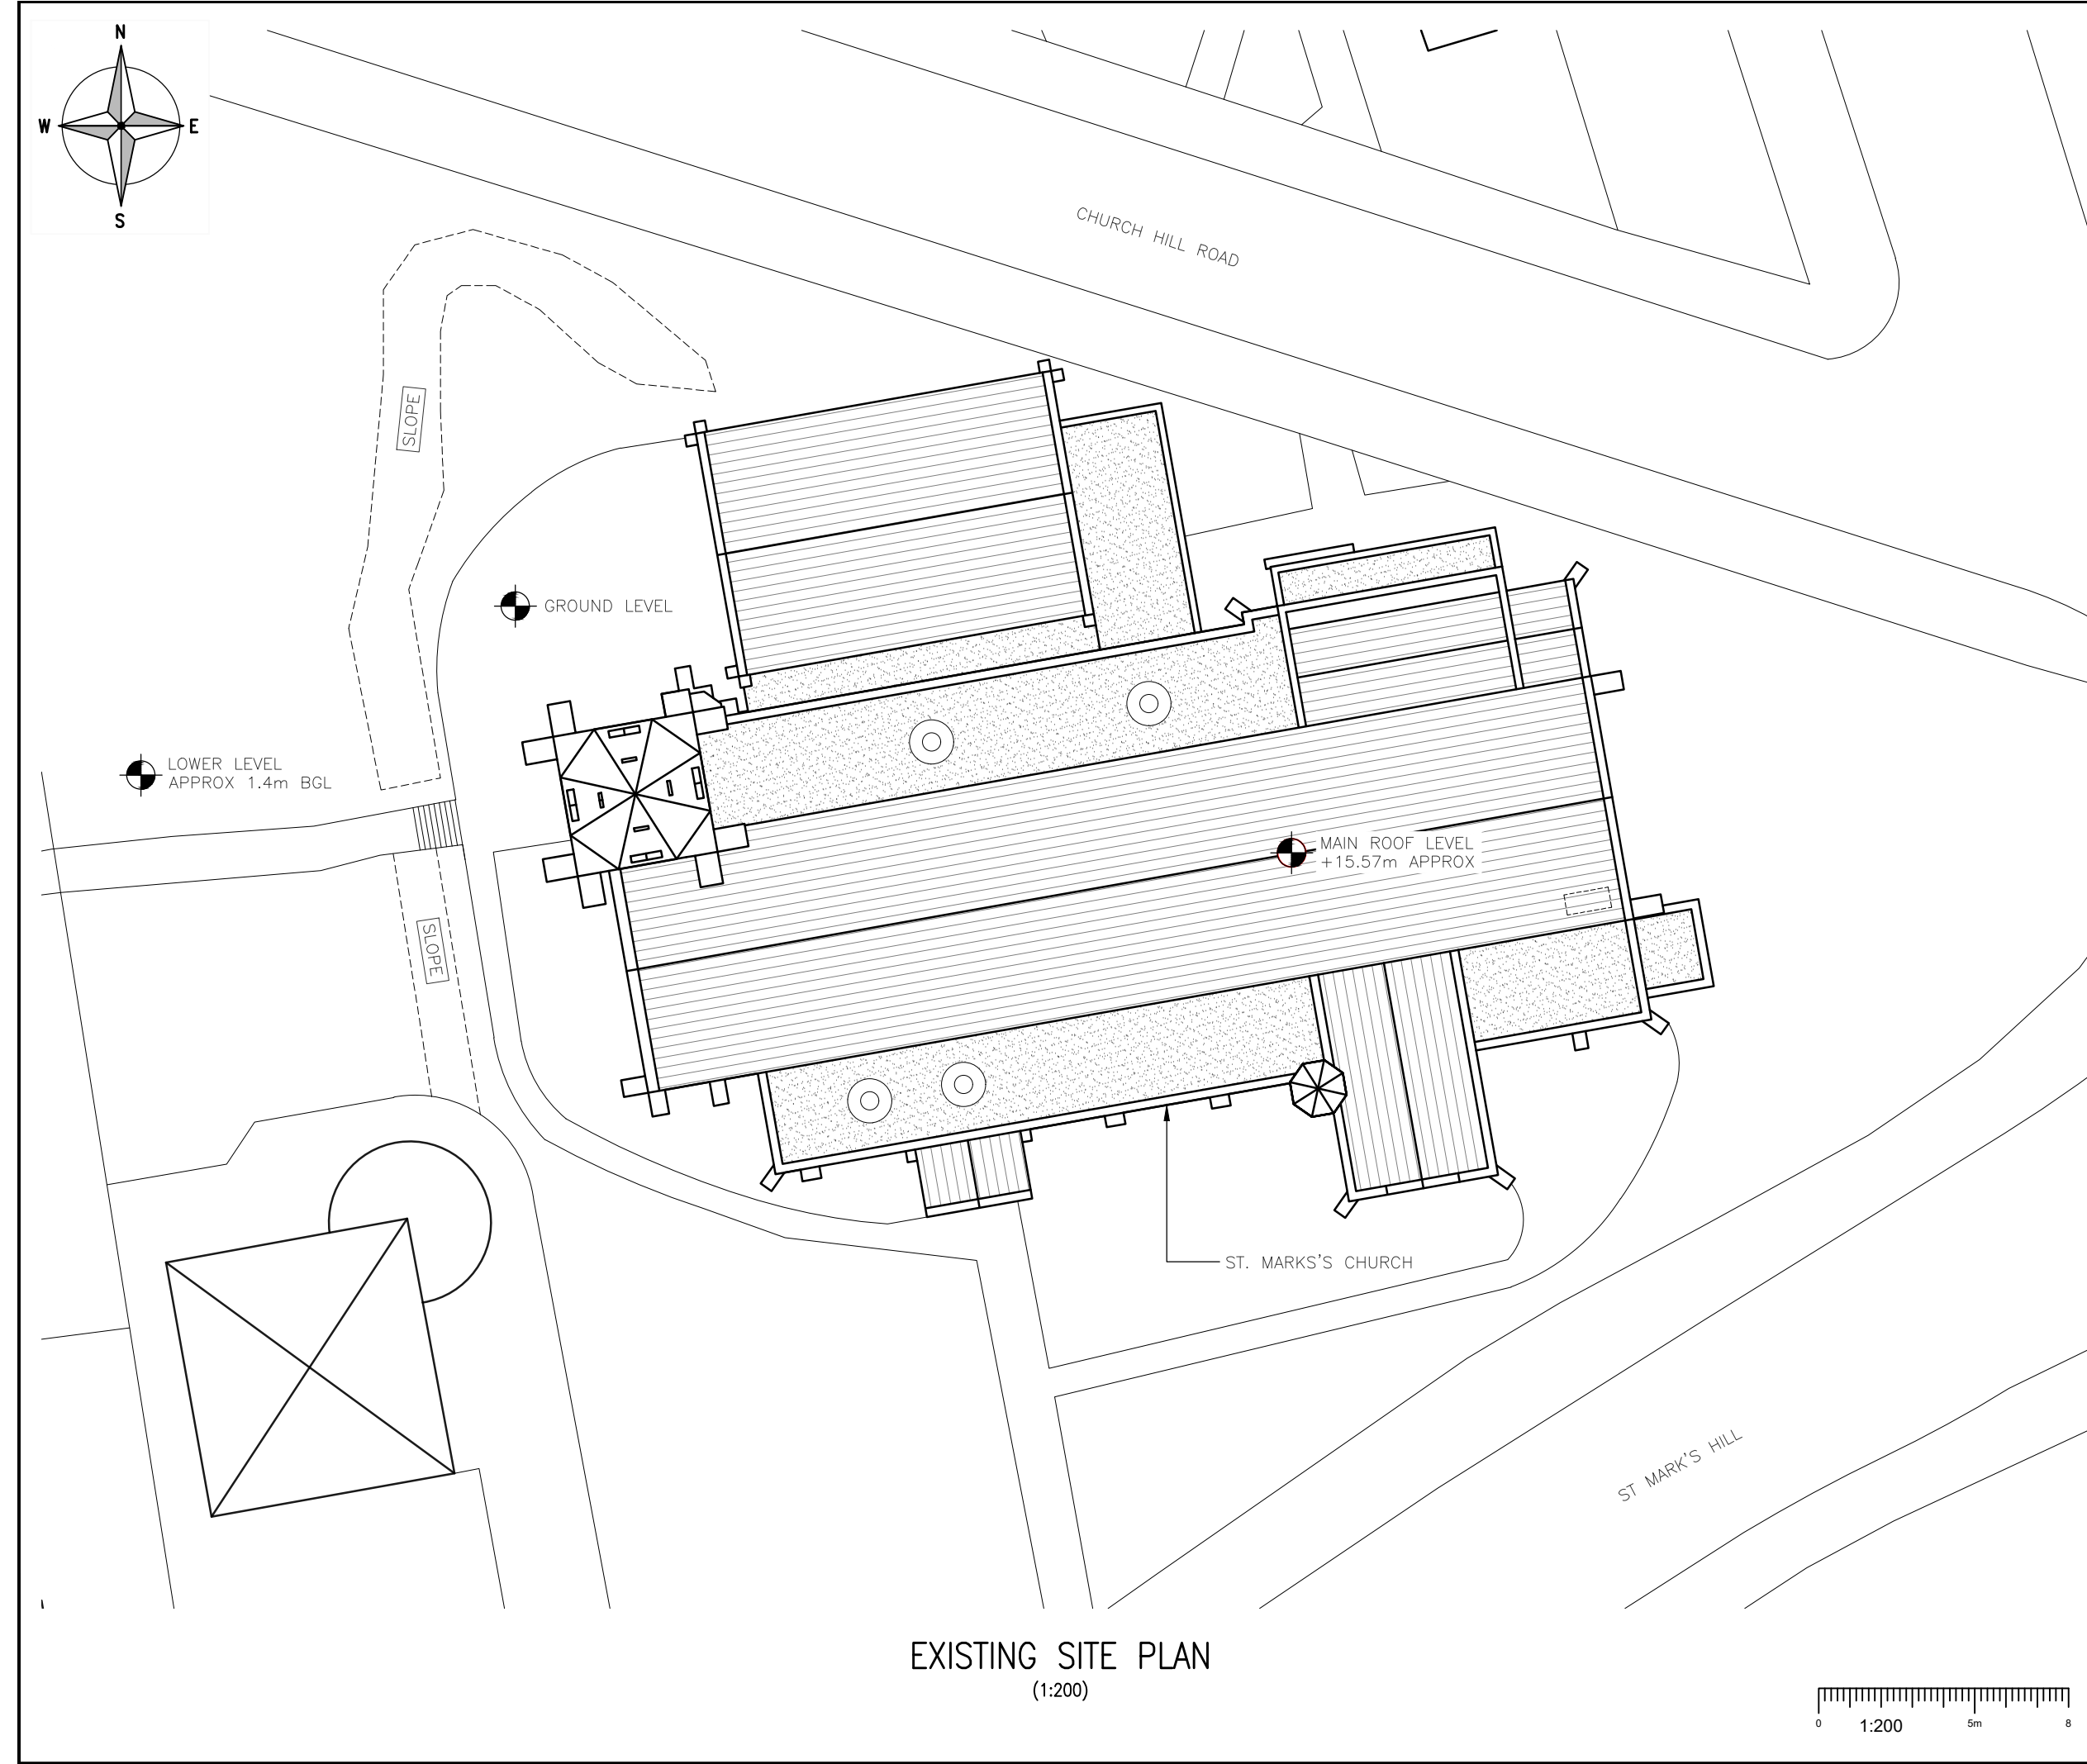 N
W
E
S
CHURCH HILL ROAD
SLOPE
GROUND LEVEL
LOWER LEVEL
APPROX 1.4m BGL
MAIN ROOF LEVEL
+15.57m APPROX
SLOPE
ST. MARKS'S CHURCH
ST MARK'S HILL
EXISTING SITE PLAN
(1:200)
0
1:200
5m
8